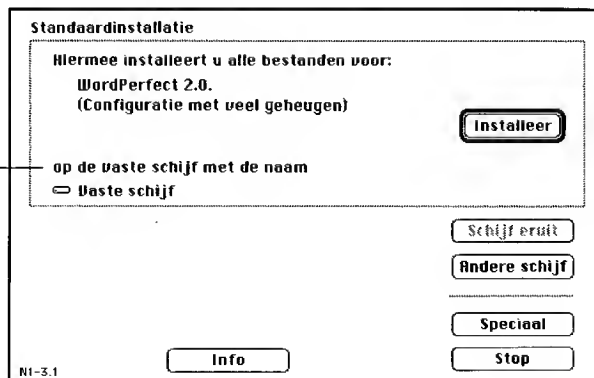 Standaardinstallatie
Hiermee installeert u alle bestanden voor:
WordPerfect 2.0.
(Configuratie met veel geheugen)
Installeer
op de vaste schijf met de naam
Vaste schijf
Schijf eruit
Andere schijf
Speciaal
Info
Stop
N1-3.1